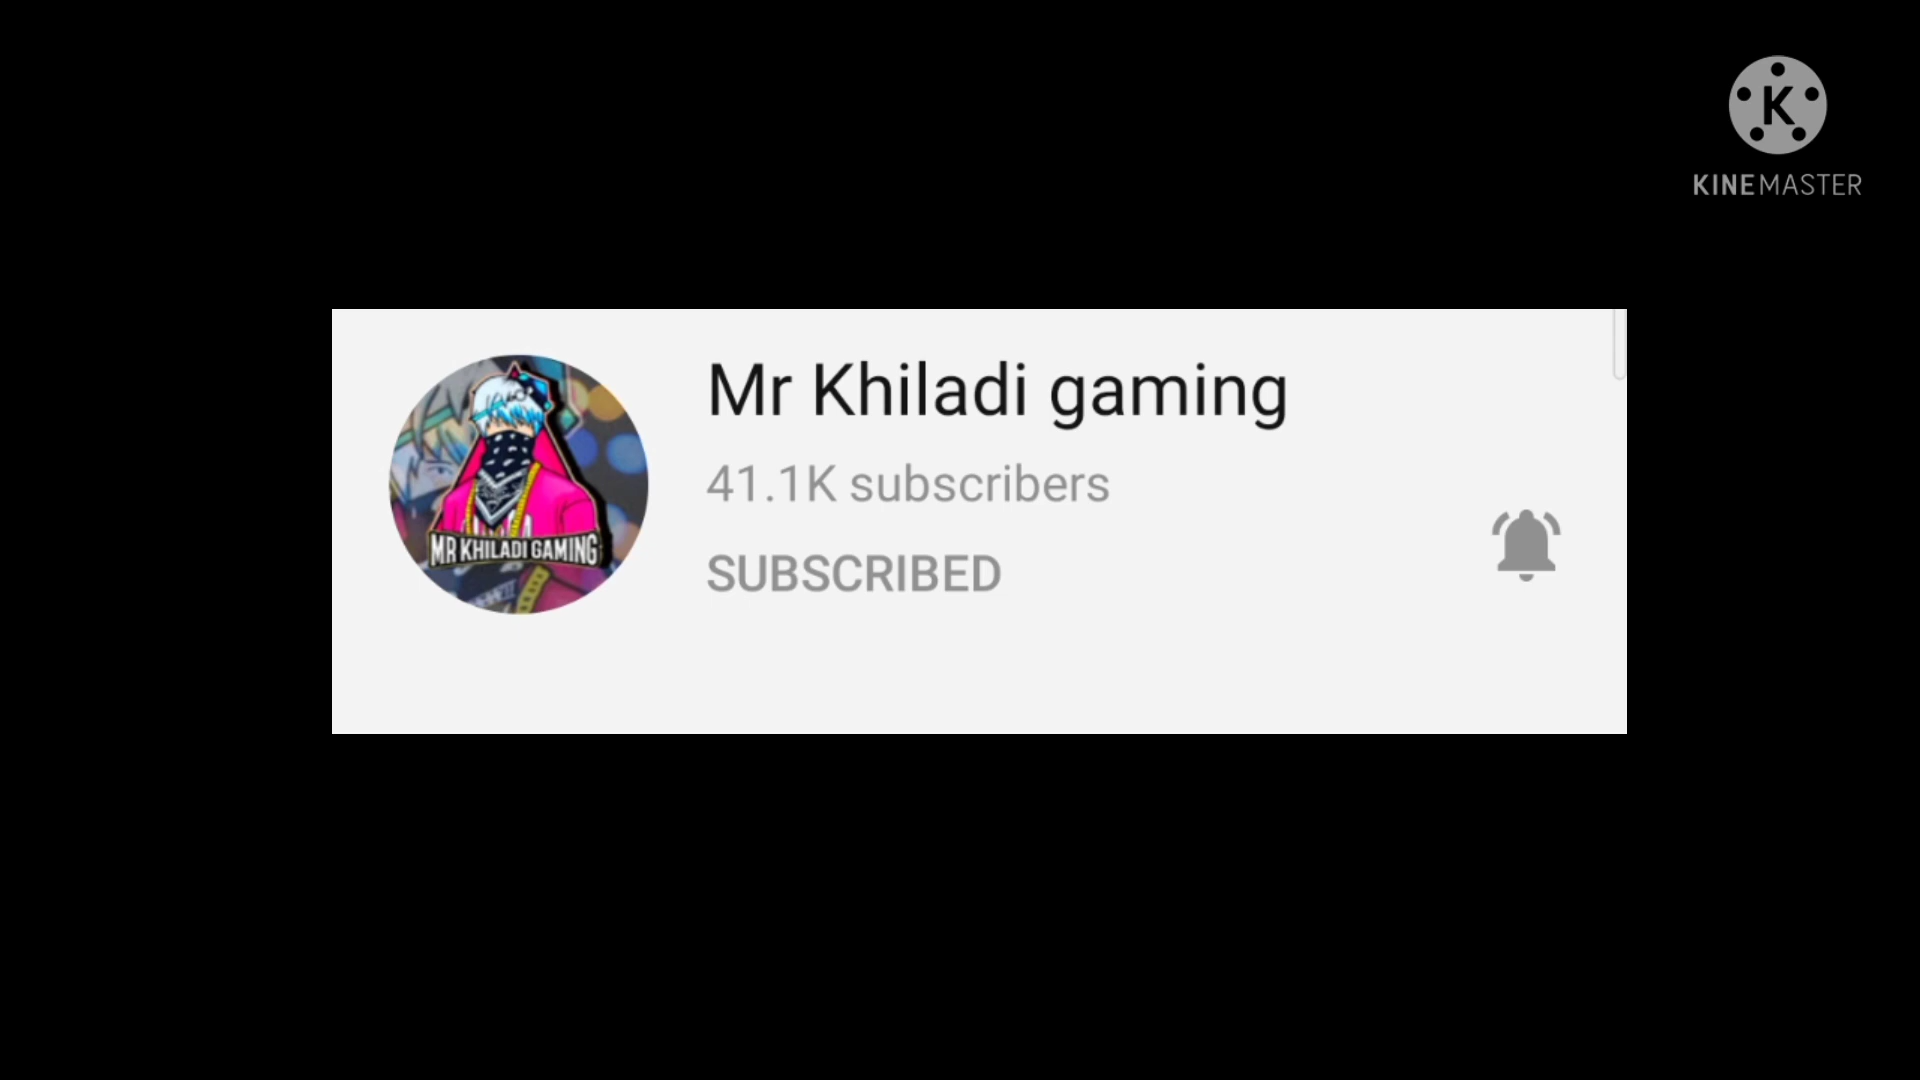 K
KINEMASTER
Mr Khiladi gaming
41.1K subscribers
SUBSCRIBED
MR KHILADI GAMING